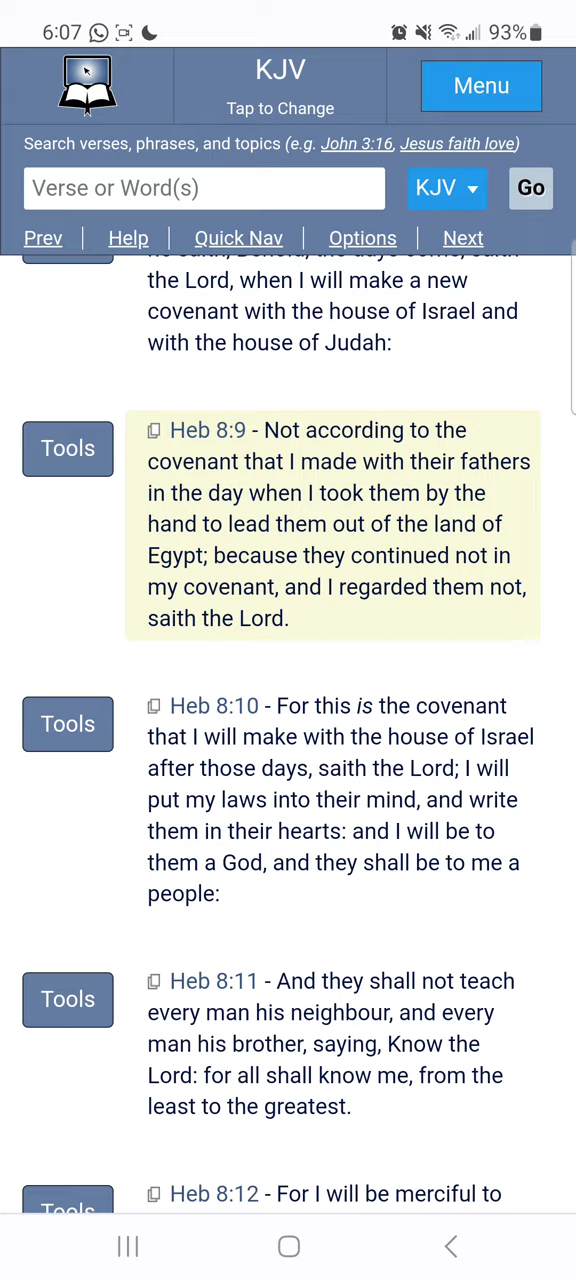 6:07
93%
KJV
Tap to Change
Menu
Search verses, phrases, and topics (e.g. John 3:16, Jesus faith love)
Verse or Word(s)
KJV
Go
Prev | Help | Quick Nav | Options | Next
he saith, Behold, the days come, saith
the Lord, when I will make a new
covenant with the house of Israel and
with the house of Judah:
Tools
Heb 8:9 - Not according to the
covenant that I made with their fathers
in the day when I took them by the
hand to lead them out of the land of
Egypt; because they continued not in
my covenant, and I regarded them not,
saith the Lord.
Tools
Heb 8:10 - For this is the covenant
that I will make with the house of Israel
after those days, saith the Lord; I will
put my laws into their mind, and write
them in their hearts: and I will be to
them a God, and they shall be to me a
people:
Tools
Heb 8:11 - And they shall not teach
every man his neighbour, and every
man his brother, saying, Know the
Lord: for all shall know me, from the
least to the greatest.
Tools
Heb 8:12 - For I will be merciful to